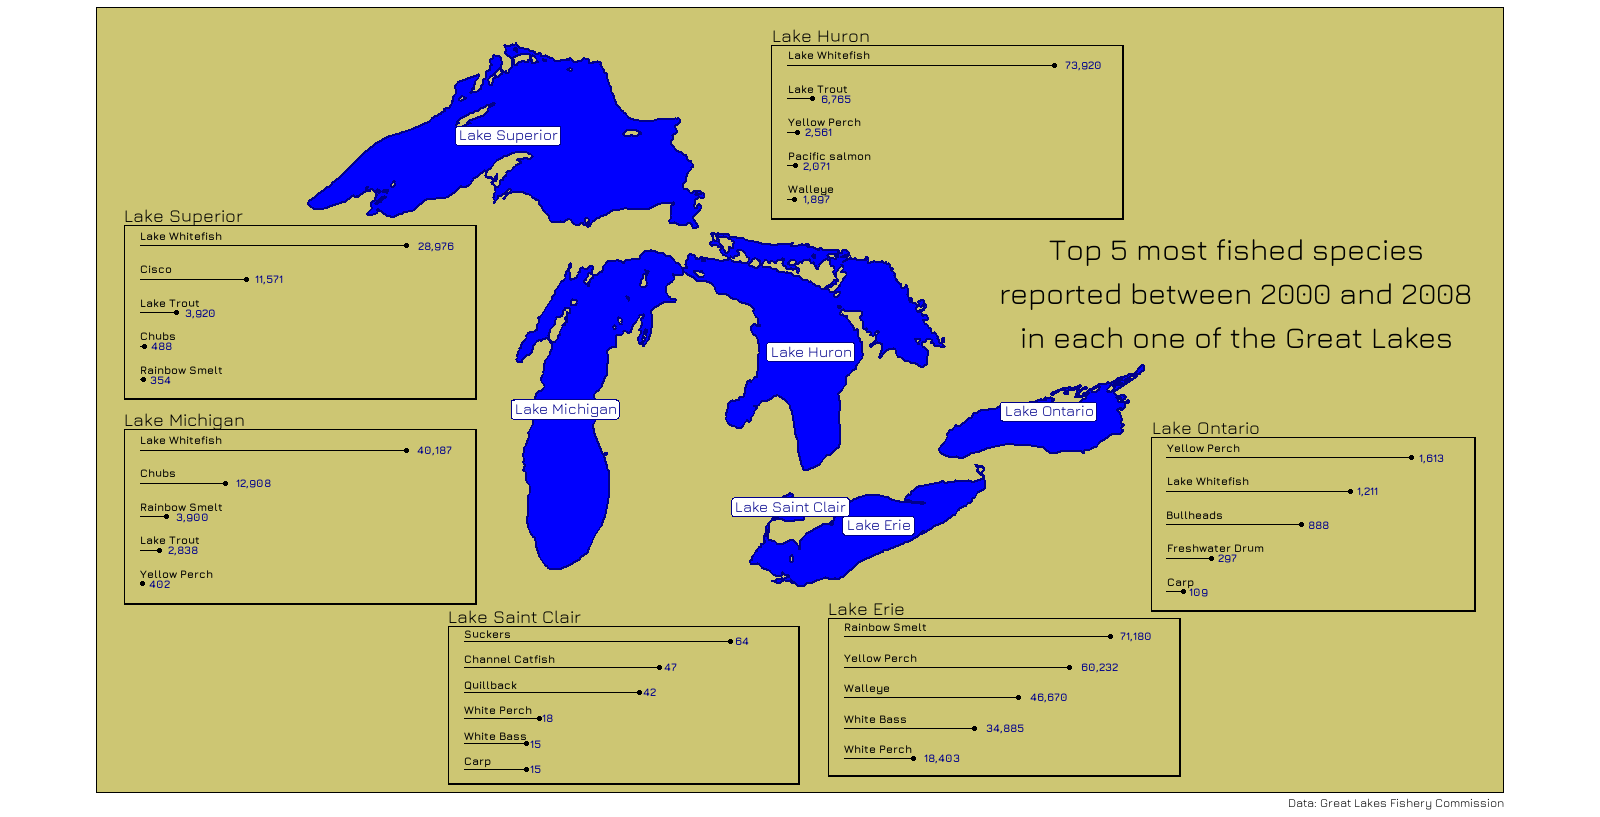 Lake Huron
Lake Whitefish
73,920
Lake Trout
6,765
Yellow Perch
2,561
Pacific salmon
2,071
Walleye
1,897
Lake Superior
Lake Superior
Lake Whitefish
28,976
Cisco
11,571
Lake Trout
3,920
Chubs
488
Rainbow Smelt
354
Top 5 most fished species
reported between 2000 and 2008
in each one of the Great Lakes
Lake Huron
Lake Michigan
Lake Ontario
Lake Michigan
Lake Whitefish
40,187
Chubs
12,908
Rainbow Smelt
3,900
Lake Trout
2,838
Yellow Perch
402
Lake Ontario
Yellow Perch
1,613
Lake Whitefish
1,211
Bullheads
888
Freshwater Drum
297
Carp
109
Lake Saint Clair
Lake Erie
Lake Saint Clair
Suckers
64
Channel Catfish
47
Quillback
42
White Perch
18
White Bass
15
Carp
15
Lake Erie
Rainbow Smelt
71,180
Yellow Perch
60,232
Walleye
46,670
White Bass
34,885
White Perch
18,403
Data: Great Lakes Fishery Commission